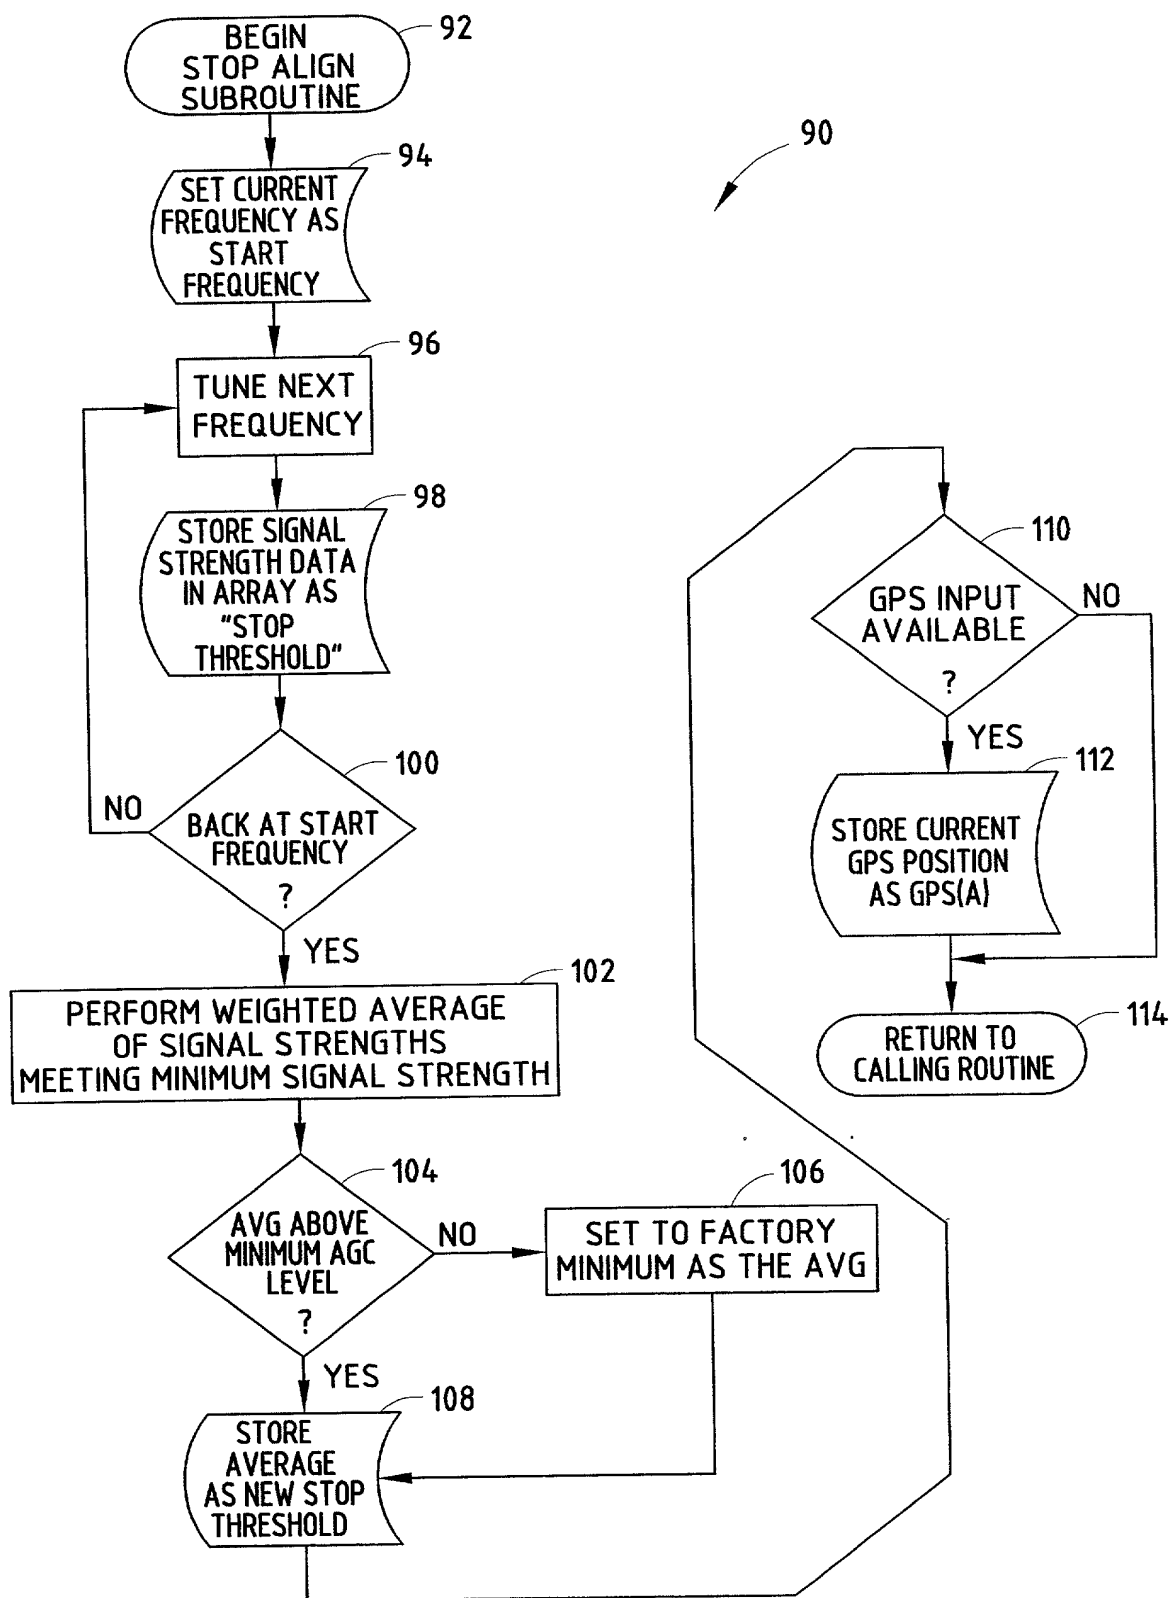 BEGIN
STOP ALIGN
SUBROUTINE
92
90
SET CURRENT
FREQUENCY AS
START
FREQUENCY
94
TUNE NEXT
FREQUENCY
96
STORE SIGNAL
STRENGTH DATA
IN ARRAY AS
"STOP
THRESHOLD"
98
BACK AT START
FREQUENCY
?
100
NO
YES
PERFORM WEIGHTED AVERAGE
OF SIGNAL STRENGTHS
MEETING MINIMUM SIGNAL STRENGTH
102
AVG ABOVE
MINIMUM AGC
LEVEL
?
104
NO
SET TO FACTORY
MINIMUM AS THE AVG
106
YES
STORE
AVERAGE
AS NEW STOP
THRESHOLD
108
GPS INPUT
AVAILABLE
?
110
NO
YES
STORE CURRENT
GPS POSITION
AS GPS(A)
112
RETURN TO
CALLING ROUTINE
114